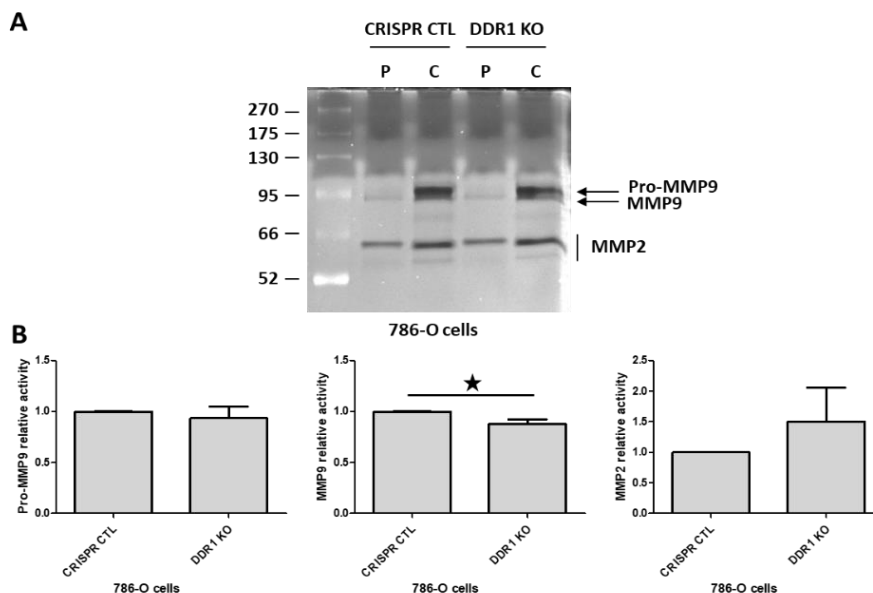 A
CRISPR CTL DDR1 KO
P C P C
270
175
130
95
66
52
Pro-MMP9
MMP9
MMP2
786-O cells
B
Pro-MMP9 relative activity
1.5
1.0
0.5
0.0
CRISPR CTL
DDR1 KO
786-O cells
MMP9 relative activity
1.5
1.0
0.5
0.0
★
CRISPR CTL
DDR1 KO
786-O cells
MMP2 relative activity
2.5
2.0
1.5
1.0
0.5
0.0
CRISPR CTL
DDR1 KO
786-O cells